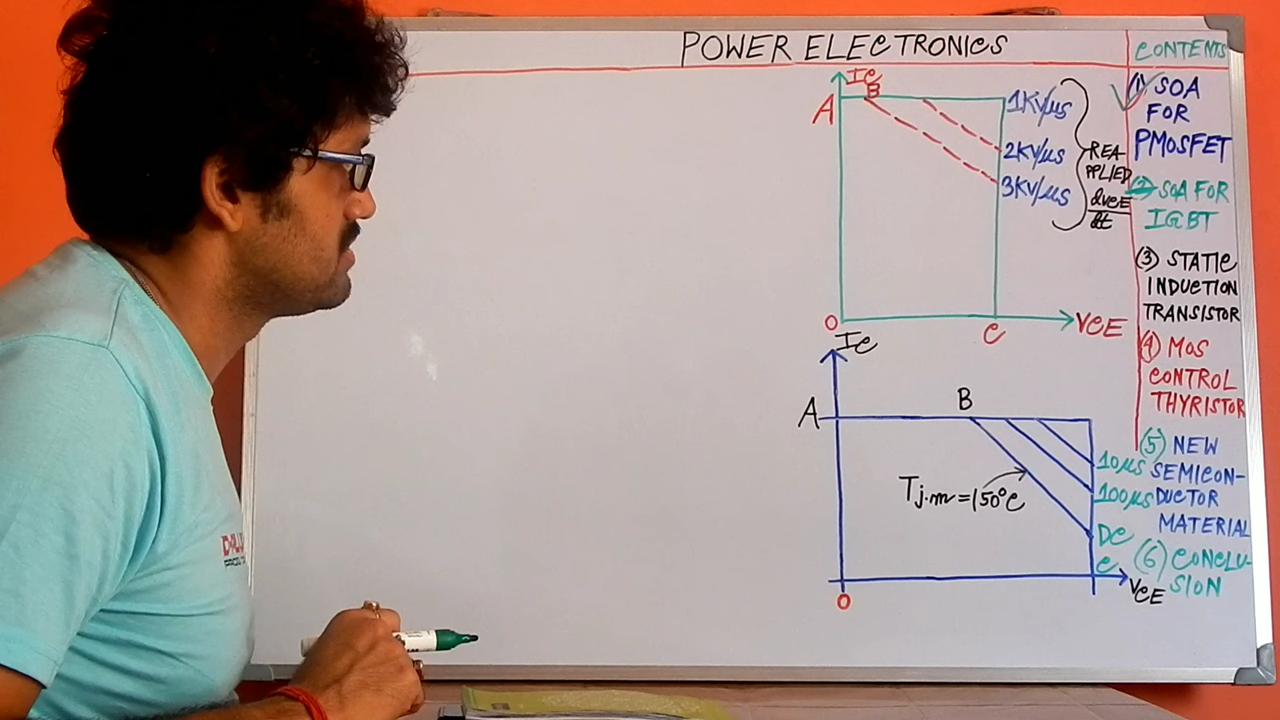 POWER ELECTRONICS
CONTENTS
(1) SOA
FOR
PMOSFET
(2) SOA FOR
IGBT
(3) STATIC
INDUCTION
TRANSISTOR
(4) MOS
CONTROL
THYRISTOR
(5) NEW
SEMICON-
DUCTOR
MATERIAL
(6) CONCLU-
SION
Ic
A
B
1KV/μs
2KV/μs
3KV/μs
REA-
PPLIED
dvCE
dt
O
C
VCE
Ic
A
B
Tj.m=150°C
10μs
100μs
DC
C
O
VCE